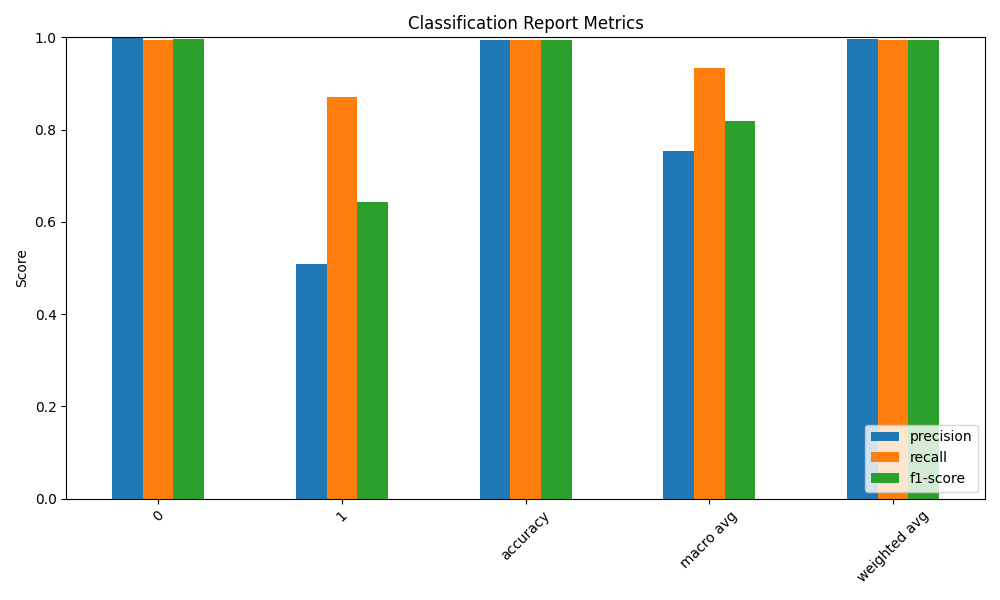 Classification Report Metrics
1.0
0.8
0.6
0.4
0.2
0.0
Score
precision
recall
f1-score
0
1
accuracy
macro avg
weighted avg